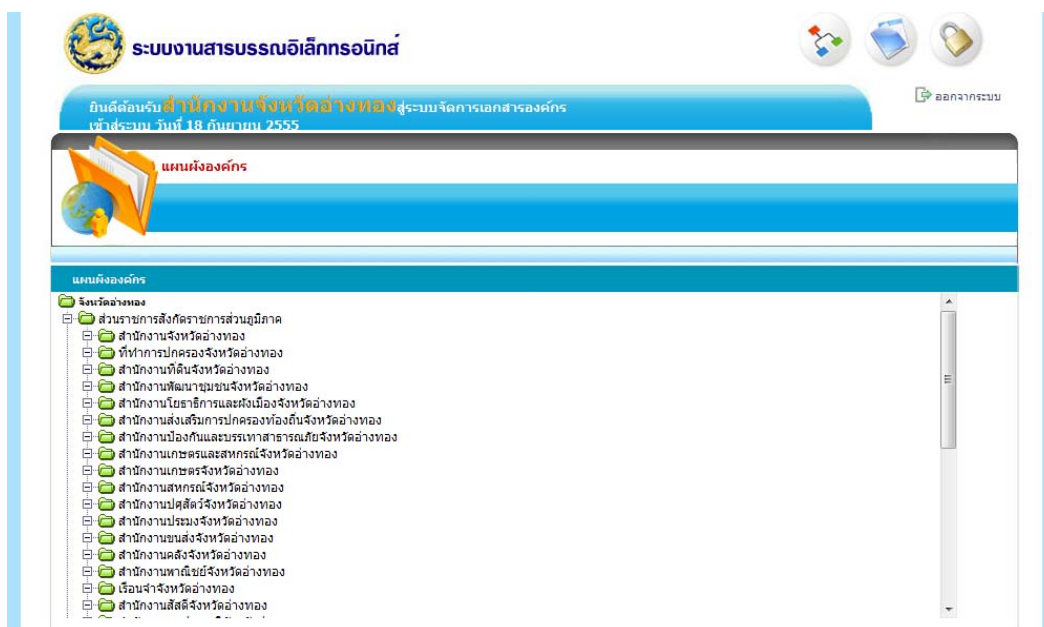 ระบบงานสารบรรณอิเล็กทรอนิกส์
ออกจากระบบ
ยินดีต้อนรับสำนักงานจังหวัดอ่างทองสู่ระบบจัดการเอกสารองค์กร
เข้าสู่ระบบ วันที่ 18 กันยายน 2555
แผนผังองค์กร
แผนผังองค์กร
จังหวัดอ่างทอง
ส่วนราชการสังกัดราชการส่วนภูมิภาค
สำนักงานจังหวัดอ่างทอง
ที่ทำการปกครองจังหวัดอ่างทอง
สำนักงานที่ดินจังหวัดอ่างทอง
สำนักงานพัฒนาชุมชนจังหวัดอ่างทอง
สำนักงานโยธาธิการและผังเมืองจังหวัดอ่างทอง
สำนักงานส่งเสริมการปกครองท้องถิ่นจังหวัดอ่างทอง
สำนักงานป้องกันและบรรเทาสาธารณภัยจังหวัดอ่างทอง
สำนักงานเกษตรและสหกรณ์จังหวัดอ่างทอง
สำนักงานเกษตรจังหวัดอ่างทอง
สำนักงานสหกรณ์จังหวัดอ่างทอง
สำนักงานปศุสัตว์จังหวัดอ่างทอง
สำนักงานประมงจังหวัดอ่างทอง
สำนักงานขนส่งจังหวัดอ่างทอง
สำนักงานคลังจังหวัดอ่างทอง
สำนักงานพาณิชย์จังหวัดอ่างทอง
เรือนจำจังหวัดอ่างทอง
สำนักงานสัสดีจังหวัดอ่างทอง